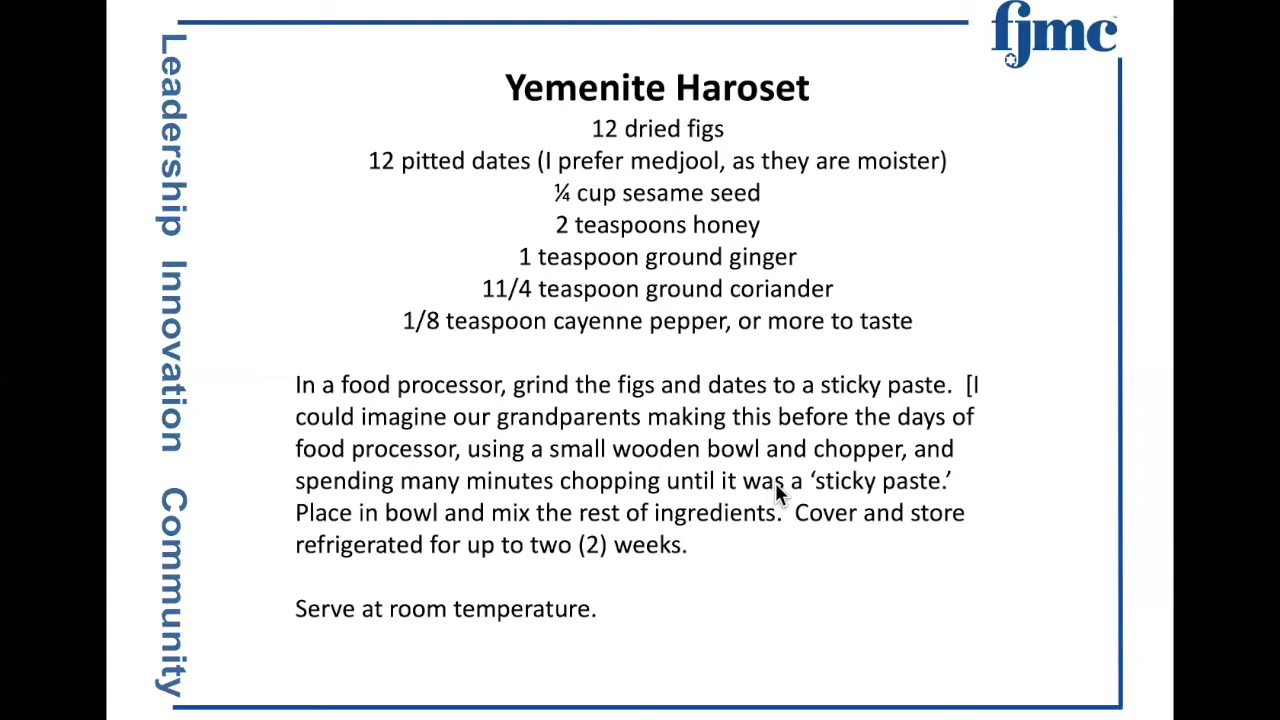 fjmc
Leadership Innovation Community
Yemenite Haroset
12 dried figs
12 pitted dates (I prefer medjool, as they are moister)
¼ cup sesame seed
2 teaspoons honey
1 teaspoon ground ginger
11/4 teaspoon ground coriander
1/8 teaspoon cayenne pepper, or more to taste
In a food processor, grind the figs and dates to a sticky paste.  [I
could imagine our grandparents making this before the days of
food processor, using a small wooden bowl and chopper, and
spending many minutes chopping until it was a ‘sticky paste.’
Place in bowl and mix the rest of ingredients.  Cover and store
refrigerated for up to two (2) weeks.
Serve at room temperature.